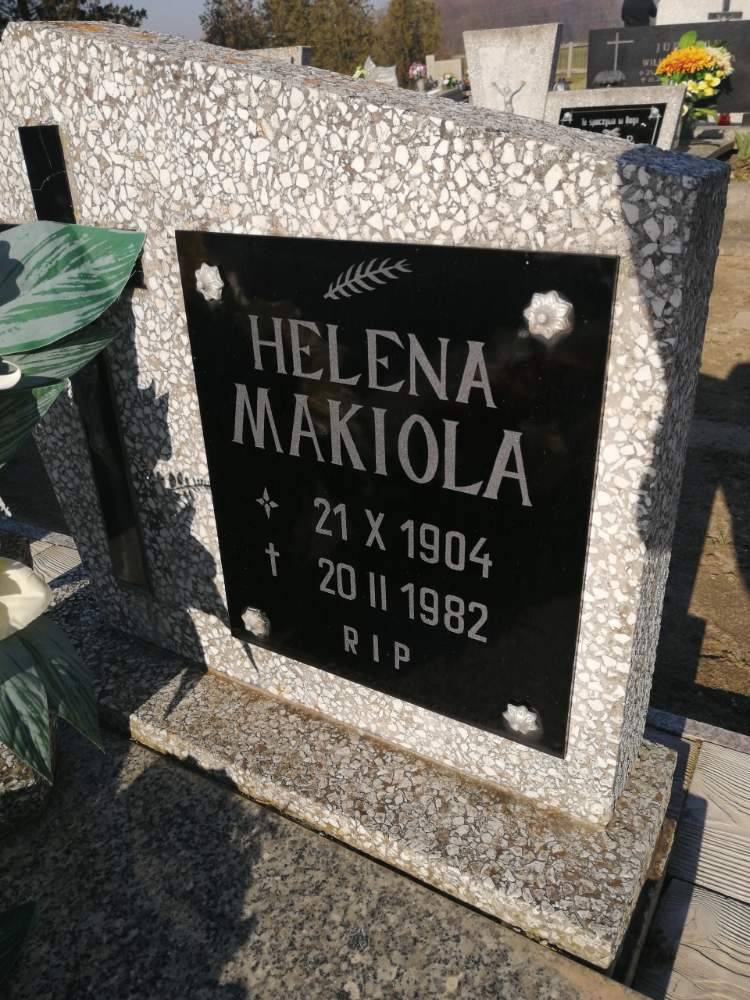 HELENA
MAKIOLA
21 X 1904
20 II 1982
R I P